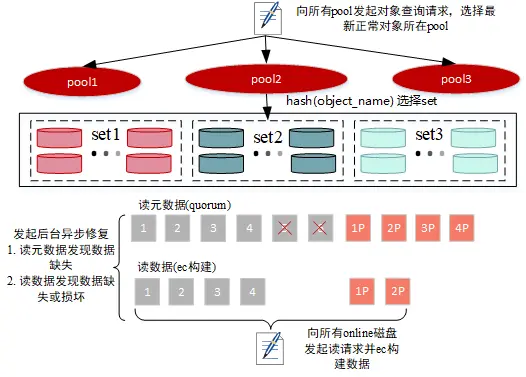 向所有pool发起对象查询请求，选择最
新正常对象所在pool
pool1
pool2
pool3
hash(object_name) 选择set
set1
set2
set3
读元数据(quorum)
1 2 3 4 1P 2P 3P 4P
发起后台异步修复
1. 读元数据发现数据
缺失
2. 读数据发现数据缺
失或损坏
读数据(ec构建)
1 2 3 4 1P 2P
向所有online磁盘
发起读请求并ec构
建数据